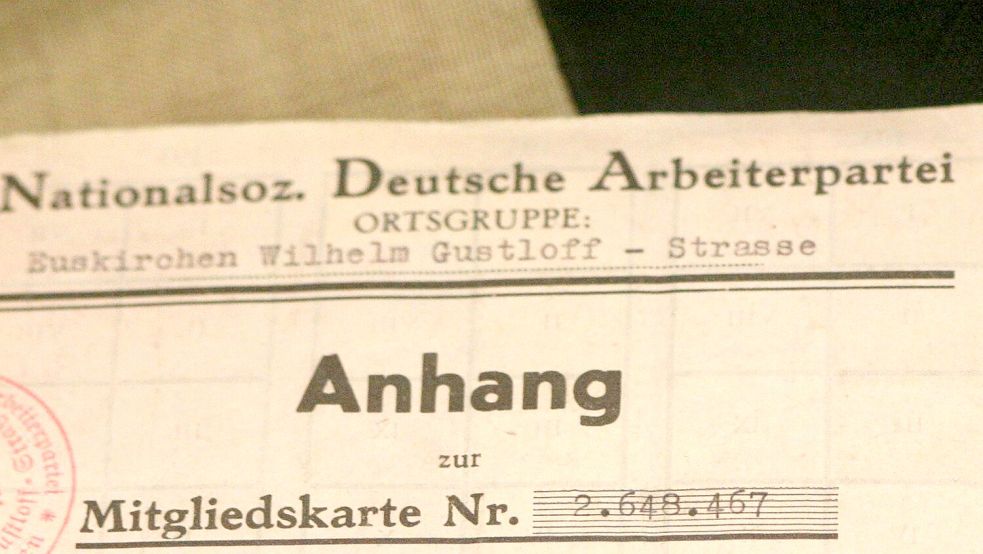 Nationalsoz. Deutsche Arbeiterpartei
ORTSGRUPPE:
Euskirchen Wilhelm Gustloff - Strasse
Anhang
zur
Mitgliedskarte Nr. 2.648.467